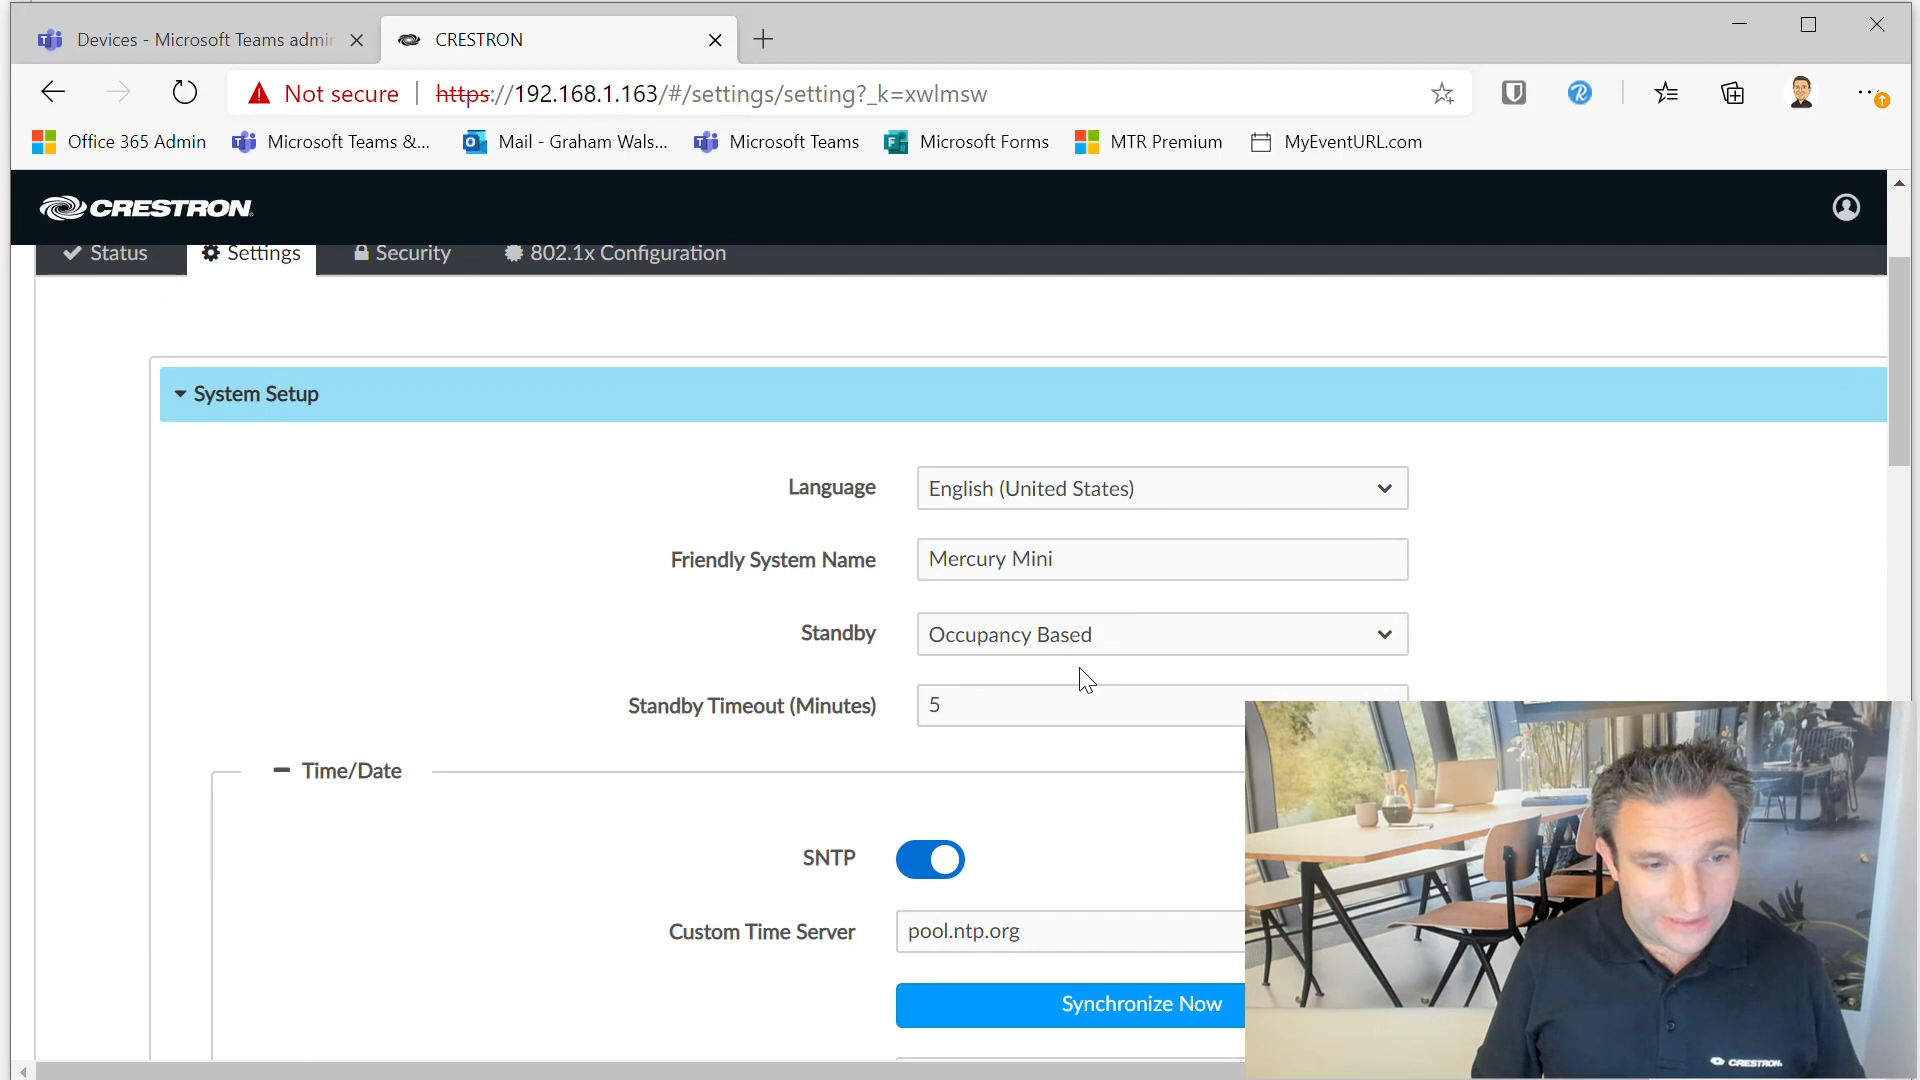 Devices - Microsoft Teams admin
CRESTRON
Not secure
https://192.168.1.163/#/settings/setting?_k=xwlmsw
Office 365 Admin
Microsoft Teams &...
Mail - Graham Wals...
Microsoft Teams
Microsoft Forms
MTR Premium
MyEventURL.com
CRESTRON
Status
Settings
Security
802.1x Configuration
System Setup
Language
English (United States)
Friendly System Name
Mercury Mini
Standby
Occupancy Based
Standby Timeout (Minutes)
5
Time/Date
SNTP
Custom Time Server
pool.ntp.org
Synchronize Now
CRESTRON